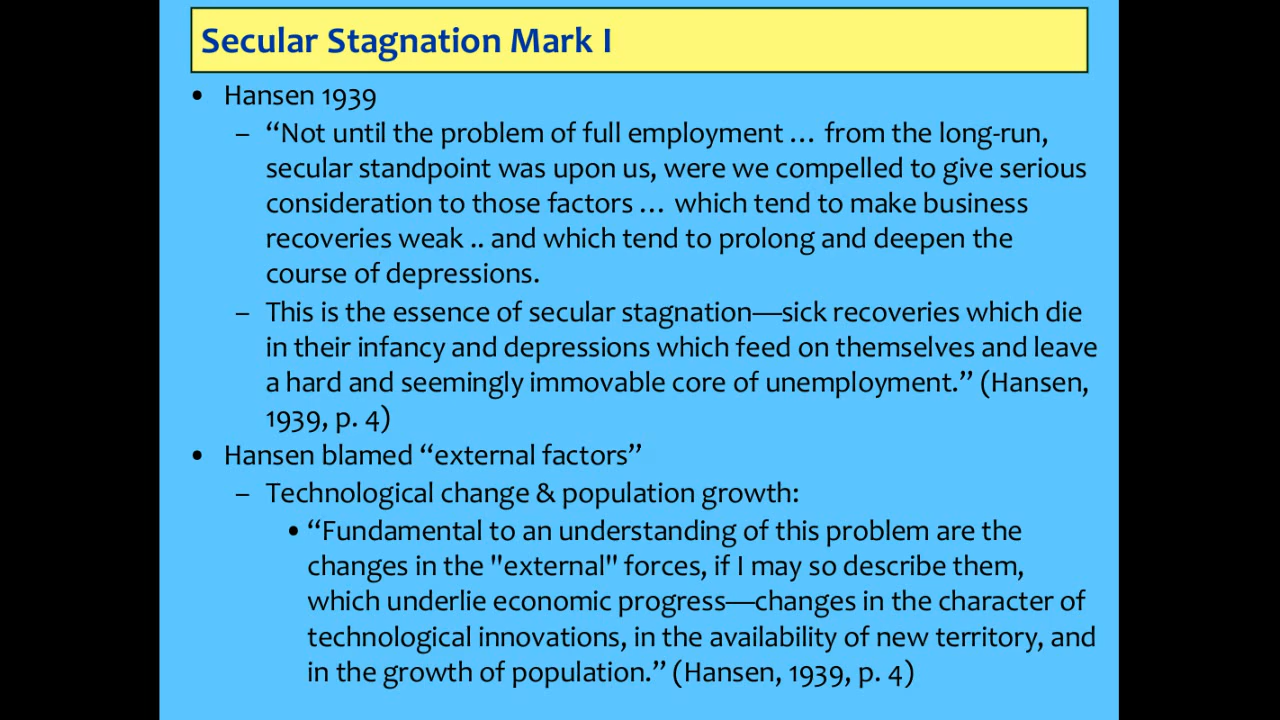 Secular Stagnation Mark I
• Hansen 1939
– “Not until the problem of full employment … from the long-run,
secular standpoint was upon us, were we compelled to give serious
consideration to those factors … which tend to make business
recoveries weak .. and which tend to prolong and deepen the
course of depressions.
– This is the essence of secular stagnation—sick recoveries which die
in their infancy and depressions which feed on themselves and leave
a hard and seemingly immovable core of unemployment.” (Hansen,
1939, p. 4)
• Hansen blamed “external factors”
– Technological change & population growth:
• “Fundamental to an understanding of this problem are the
changes in the "external" forces, if I may so describe them,
which underlie economic progress—changes in the character of
technological innovations, in the availability of new territory, and
in the growth of population.” (Hansen, 1939, p. 4)